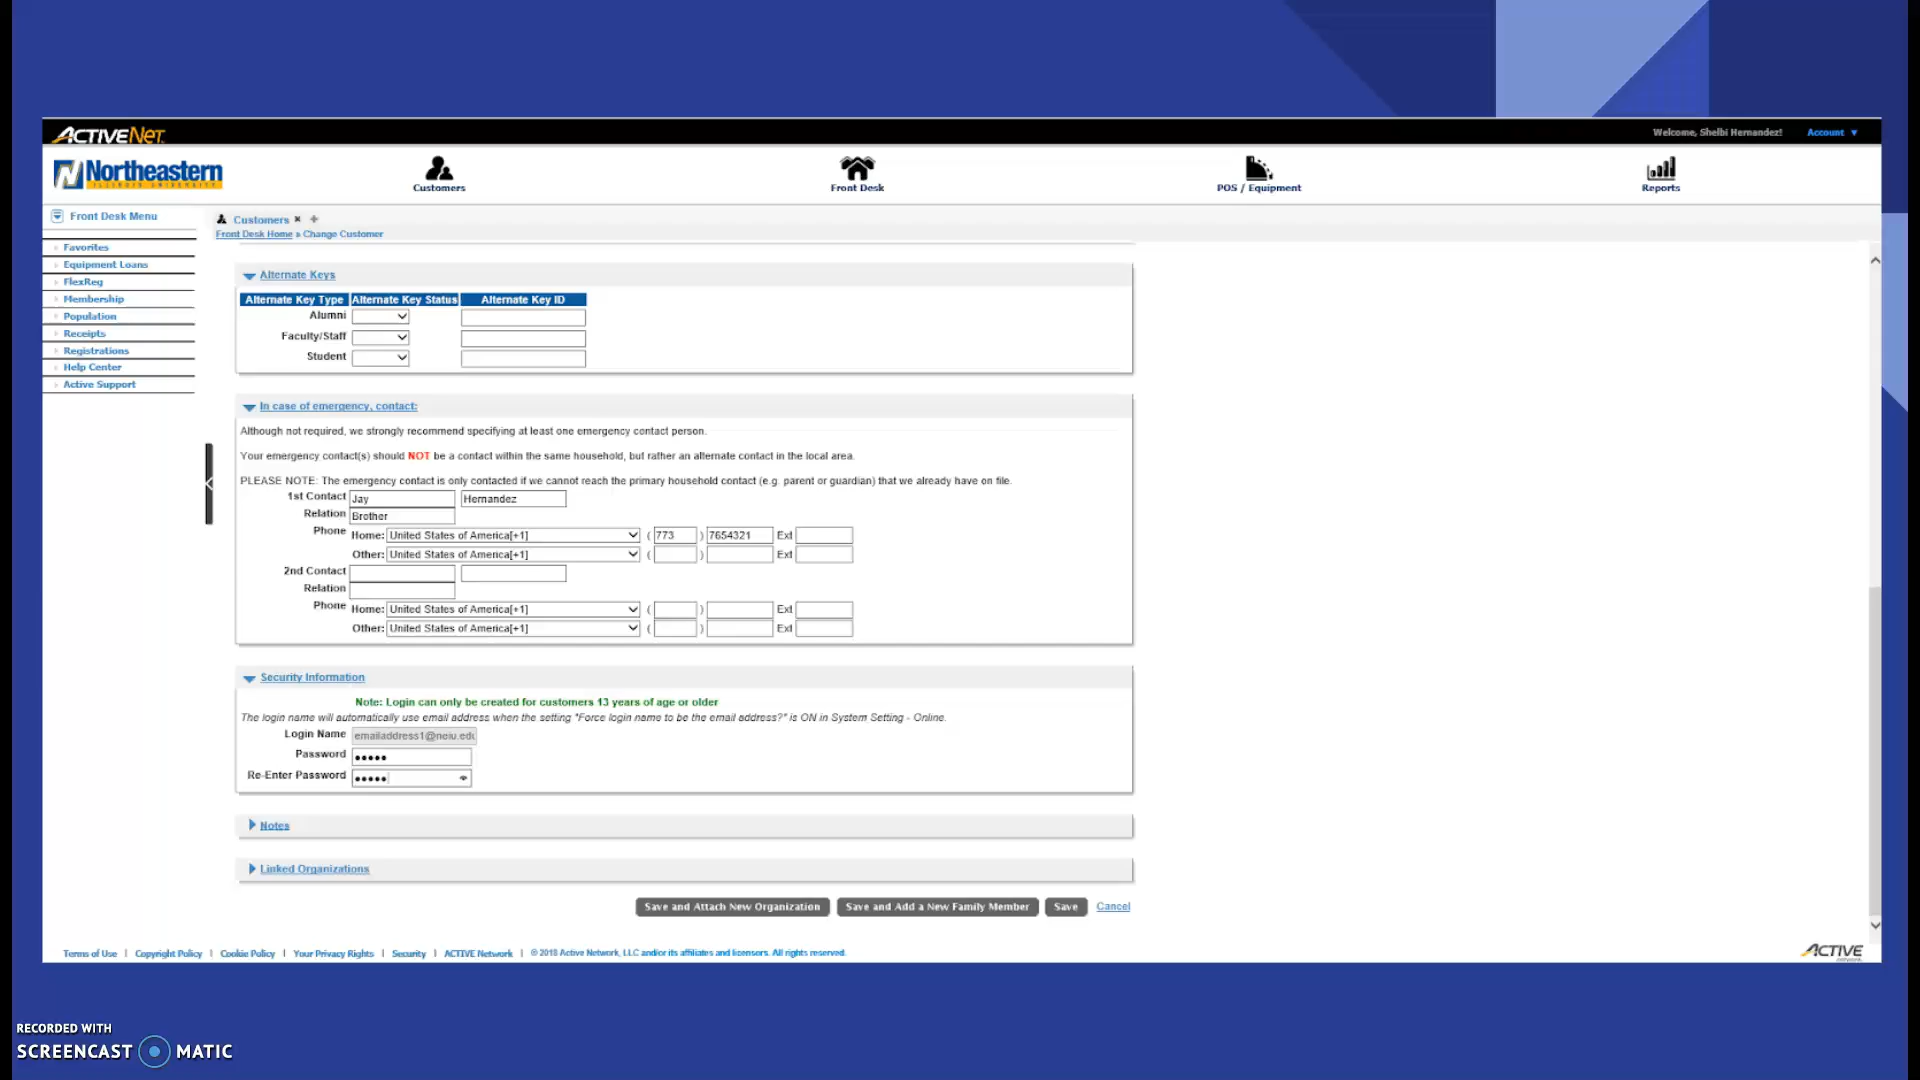 ACTIVENet
Welcome, Shelbi Hernandez! Account
Northeastern
ILLINOIS UNIVERSITY
Customers
Front Desk
POS / Equipment
Reports
Front Desk Menu
Favorites
Equipment Loans
FlexReg
Membership
Population
Receipts
Registrations
Help Center
Active Support
Customers
Front Desk Home » Change Customer
Alternate Keys
Alternate Key Type Alternate Key Status Alternate Key ID
Alumni
Faculty/Staff
Student
In case of emergency, contact:
Although not required, we strongly recommend specifying at least one emergency contact person.
Your emergency contact(s) should NOT be a contact within the same household, but rather an alternate contact in the local area.
PLEASE NOTE: The emergency contact is only contacted if we cannot reach the primary household contact (e.g. parent or guardian) that we already have on file.
1st Contact Jay Hernandez
Relation Brother
Phone Home: United States of America[+1] ( 773 ) 7654321 Ext
Other: United States of America[+1] ( ) Ext
2nd Contact
Relation
Phone Home: United States of America[+1] ( ) Ext
Other: United States of America[+1] ( ) Ext
Security Information
Note: Login can only be created for customers 13 years of age or older
The login name will automatically use email address when the setting "Force login name to be the email address?" is ON in System Setting - Online.
Login Name emailaddress1@neiu.edu
Password •••••
Re-Enter Password •••••
Notes
Linked Organizations
Save and Attach New Organization Save and Add a New Family Member Save Cancel
Terms of Use | Copyright Policy | Cookie Policy | Your Privacy Rights | Security | ACTIVE Network | © 2018 Active Network, LLC and/or its affiliates and licensors. All rights reserved.
ACTIVE
network
RECORDED WITH
SCREENCAST MATIC